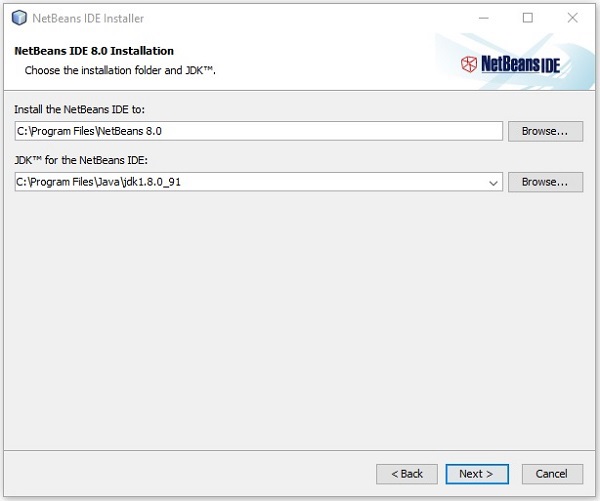 NetBeans IDE Installer
NetBeans IDE 8.0 Installation
Choose the installation folder and JDK™.
NetBeans IDE
Install the NetBeans IDE to:
C:\Program Files\NetBeans 8.0
Browse...
JDK™ for the NetBeans IDE:
C:\Program Files\Java\jdk1.8.0_91
Browse...
< Back
Next >
Cancel